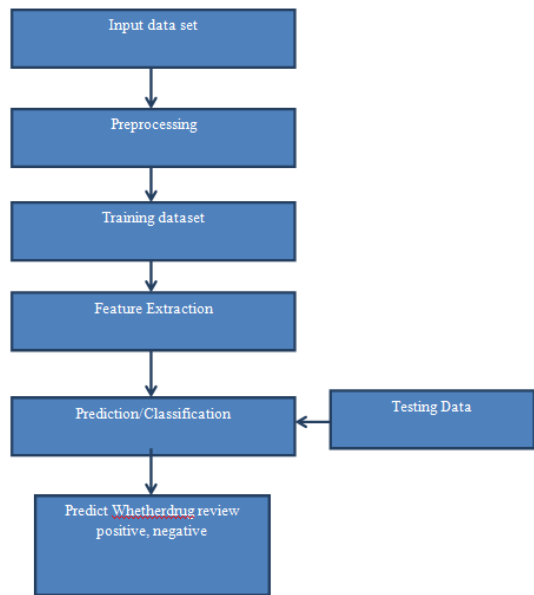 Input data set
Preprocessing
Training dataset
Feature Extraction
Prediction/Classification
Testing Data
Predict Whetherdrug review
positive, negative